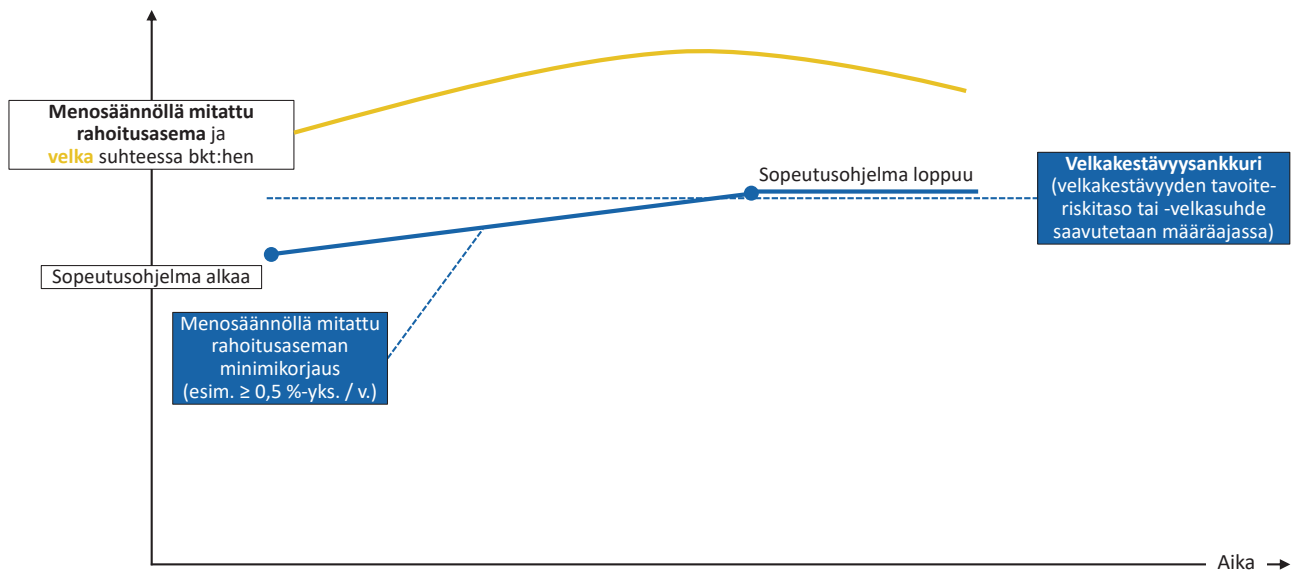 Menosäännöllä mitattu
rahoitusasema ja
velka suhteessa bkt:hen
Sopeutusohjelma loppuu
Velkakestävyysankkuri
(velkakestävyyden tavoite-
riskitaso tai -velkasuhde
saavutetaan määräajassa)
Sopeutusohjelma alkaa
Menosäännöllä mitattu
rahoitusaseman
minimikorjaus
(esim. ≥ 0,5 %-yks. / v.)
Aika